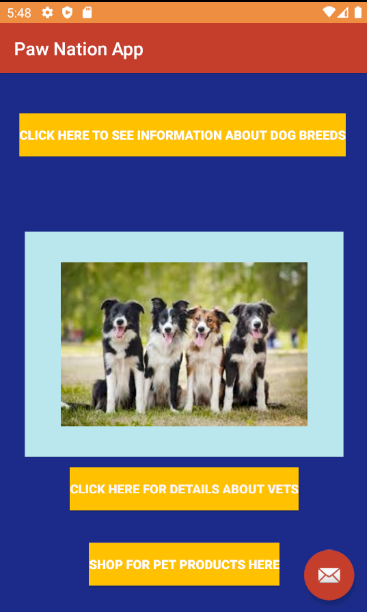 5:48
Paw Nation App
CLICK HERE TO SEE INFORMATION ABOUT DOG BREEDS
CLICK HERE FOR DETAILS ABOUT VETS
SHOP FOR PET PRODUCTS HERE